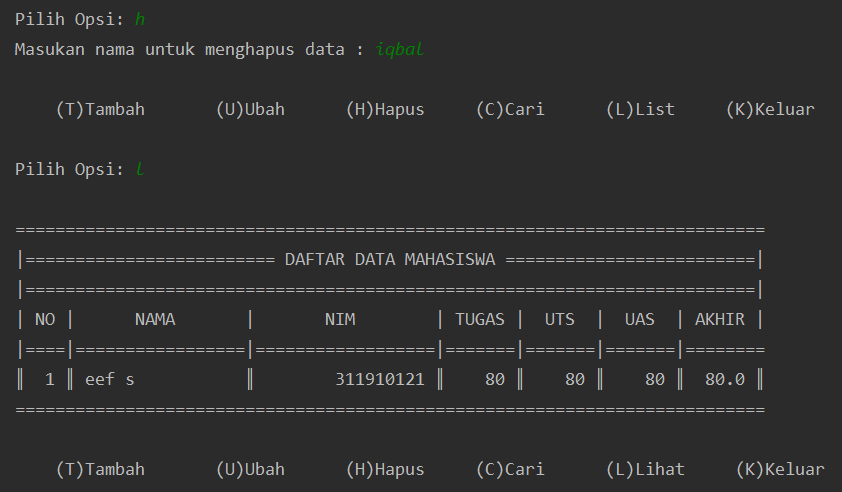 Pilih Opsi: h
Masukan nama untuk menghapus data : iqbal
(T)Tambah (U)Ubah (H)Hapus (C)Cari (L)List (K)Keluar
Pilih Opsi: l
===========================================================================
|========================= DAFTAR DATA MAHASISWA =========================|
|=========================================================================|
| NO | NAMA | NIM | TUGAS | UTS | UAS | AKHIR |
|====|=================|==================|=======|=======|=======|========
║ 1 ║ eef s ║ 311910121 ║ 80 ║ 80 ║ 80 ║ 80.0 ║
===========================================================================
(T)Tambah (U)Ubah (H)Hapus (C)Cari (L)Lihat (K)Keluar